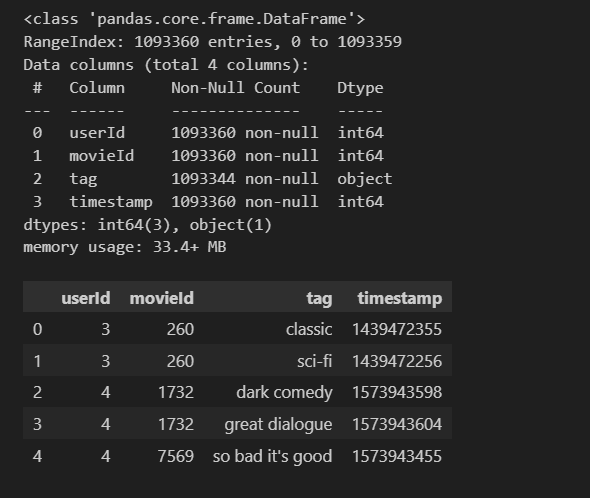 <class 'pandas.core.frame.DataFrame'>
RangeIndex: 1093360 entries, 0 to 1093359
Data columns (total 4 columns):
 #   Column     Non-Null Count    Dtype
---  ------     --------------    -----
 0   userId     1093360 non-null  int64
 1   movieId    1093360 non-null  int64
 2   tag        1093344 non-null  object
 3   timestamp  1093360 non-null  int64
dtypes: int64(3), object(1)
memory usage: 33.4+ MB
userId movieId tag timestamp
0 3 260 classic 1439472355
1 3 260 sci-fi 1439472256
2 4 1732 dark comedy 1573943598
3 4 1732 great dialogue 1573943604
4 4 7569 so bad it's good 1573943455